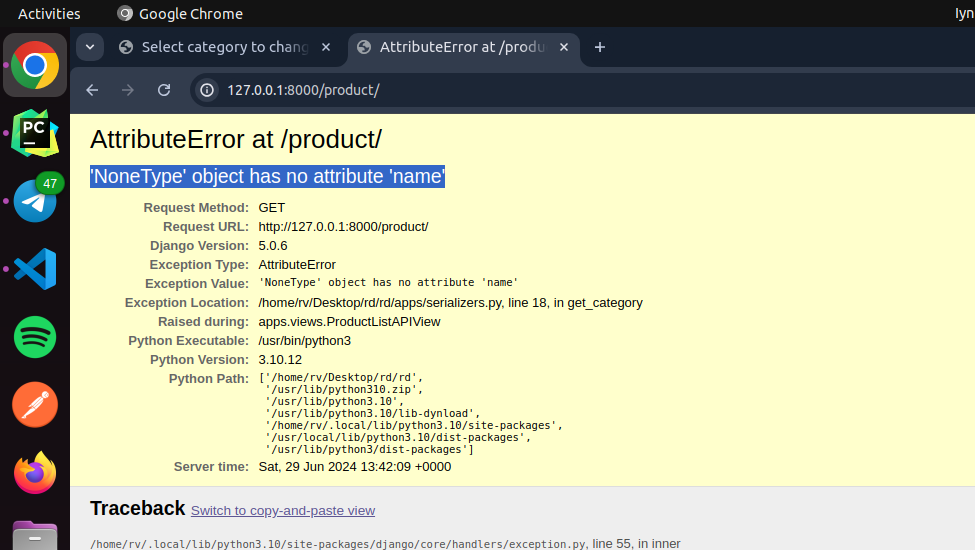 Activities Google Chrome lyn
Select category to chang AttributeError at /produ
127.0.0.1:8000/product/
AttributeError at /product/
'NoneType' object has no attribute 'name'
Request Method: GET
Request URL: http://127.0.0.1:8000/product/
Django Version: 5.0.6
Exception Type: AttributeError
Exception Value: 'NoneType' object has no attribute 'name'
Exception Location: /home/rv/Desktop/rd/rd/apps/serializers.py, line 18, in get_category
Raised during: apps.views.ProductListAPIView
Python Executable: /usr/bin/python3
Python Version: 3.10.12
Python Path: ['/home/rv/Desktop/rd/rd',
'/usr/lib/python310.zip',
'/usr/lib/python3.10',
'/usr/lib/python3.10/lib-dynload',
'/home/rv/.local/lib/python3.10/site-packages',
'/usr/local/lib/python3.10/dist-packages',
'/usr/lib/python3/dist-packages']
Server time: Sat, 29 Jun 2024 13:42:09 +0000
Traceback Switch to copy-and-paste view
/home/rv/.local/lib/python3.10/site-packages/django/core/handlers/exception.py, line 55, in inner
PC
47